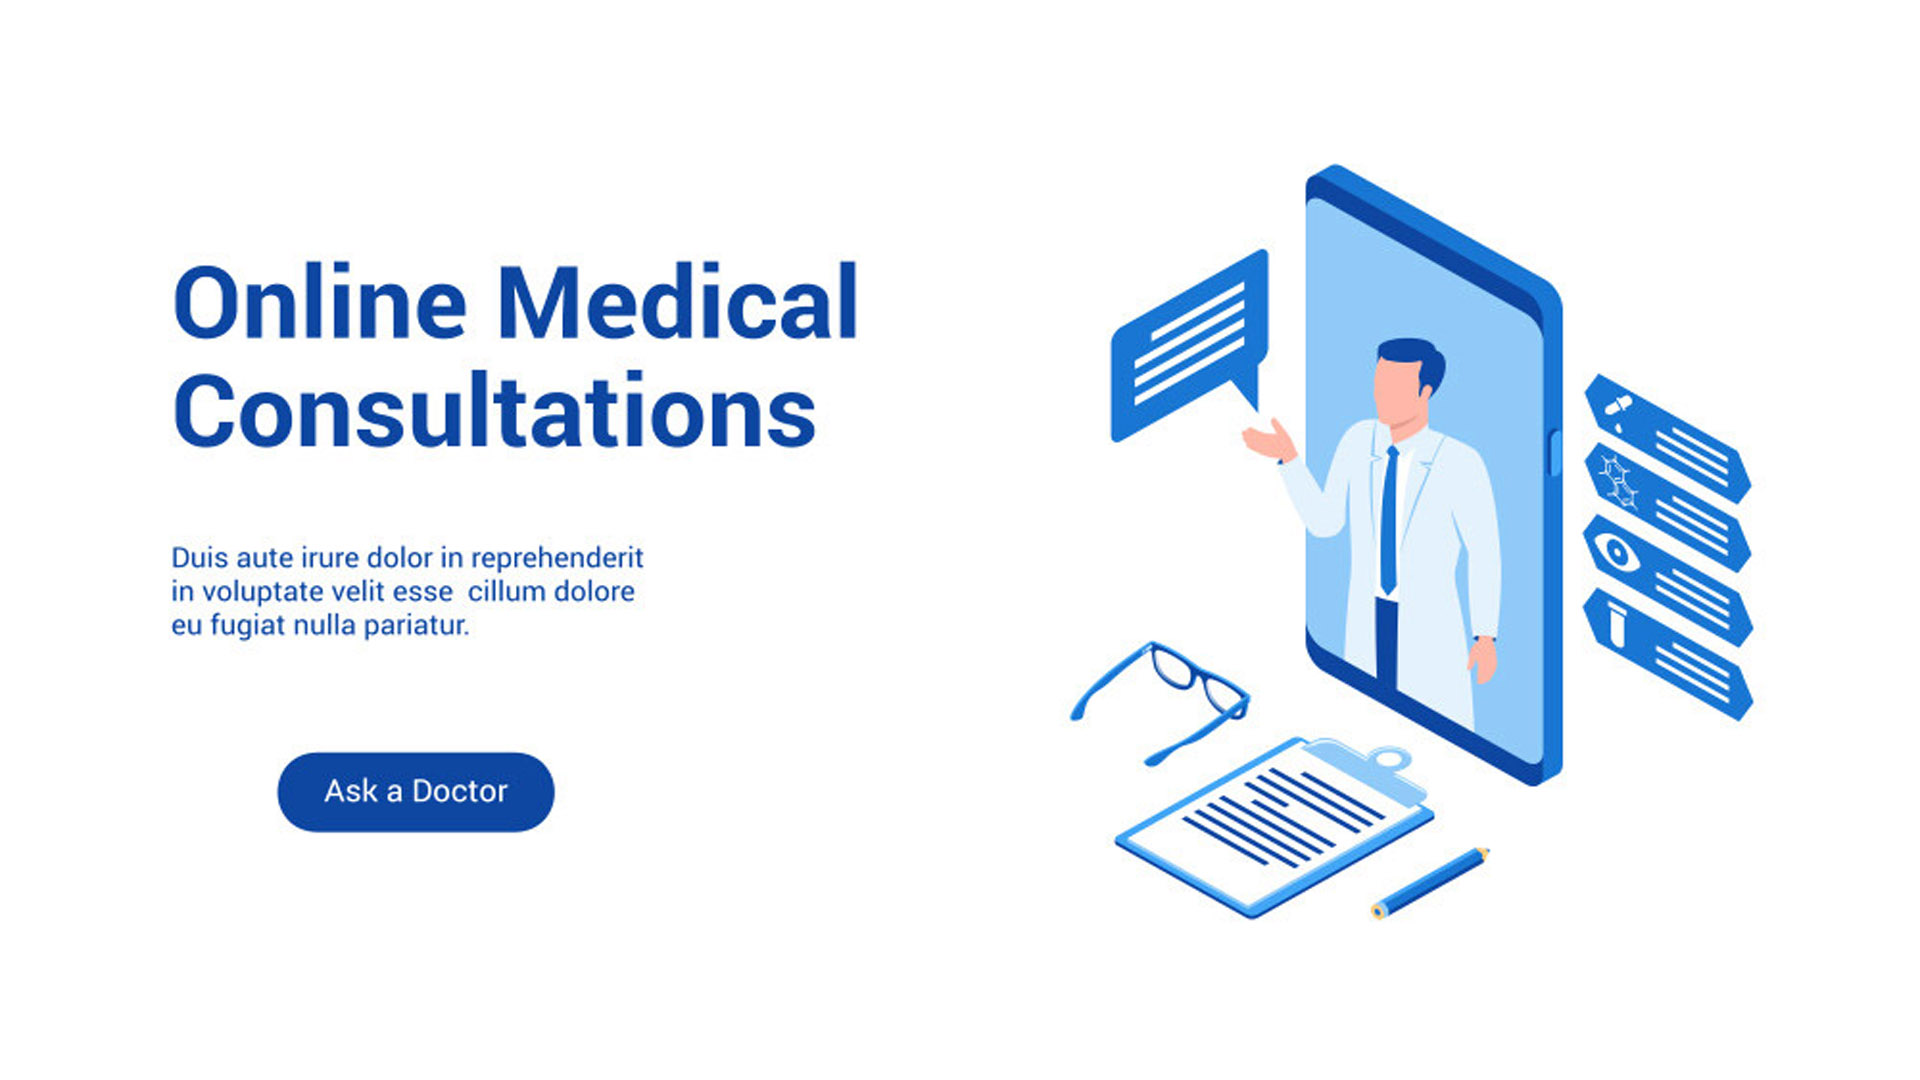 Online Medical
Consultations
Duis aute irure dolor in reprehenderit
in voluptate velit esse  cillum dolore
eu fugiat nulla pariatur.
Ask a Doctor